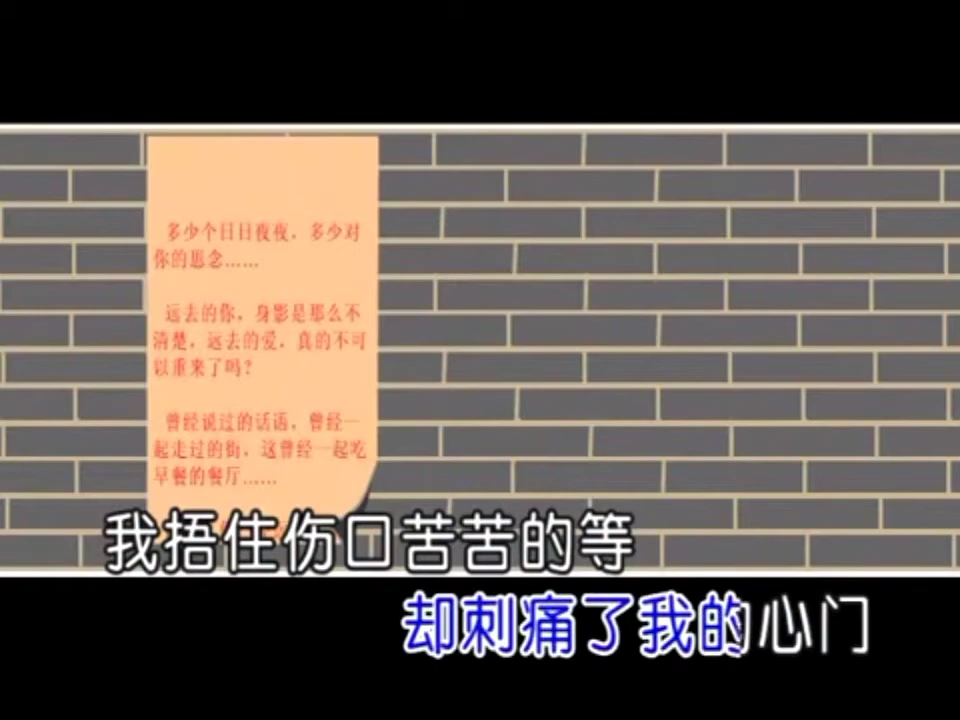 多少个日日夜夜，多少对
你的思念……
远去的你，身影是那么不
清楚，远去的爱，真的不可
以重来了吗？
曾经说过的话语，曾经一
起走过的街，这曾经一起吃
早餐的餐厅……
我捂住伤口苦苦的等
却刺痛了我的心门